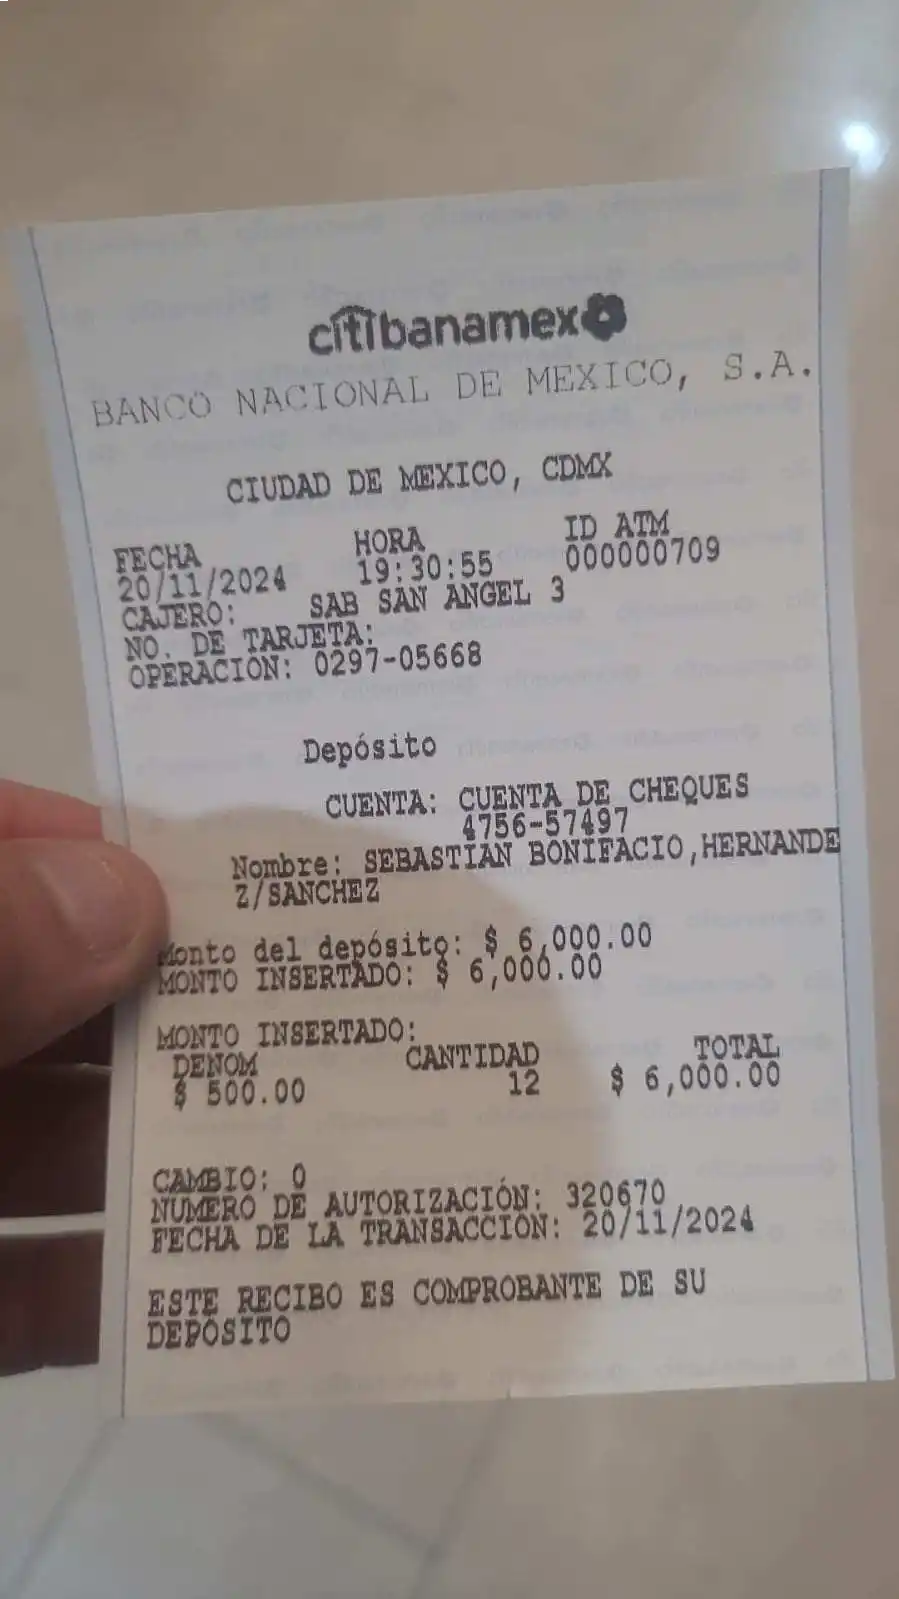 citibanamex
BANCO NACIONAL DE MEXICO, S.A.
CIUDAD DE MEXICO, CDMX
FECHA HORA ID ATM
20/11/2024 19:30:55 000000709
CAJERO: SAB SAN ANGEL 3
NO. DE TARJETA:
OPERACION: 0297-05668
Depósito
CUENTA: CUENTA DE CHEQUES
4756-57497
Nombre: SEBASTIAN BONIFACIO,HERNANDE
Z/SANCHEZ
Monto del depósito: $ 6,000.00
MONTO INSERTADO: $ 6,000.00
MONTO INSERTADO:
DENOM CANTIDAD TOTAL
$ 500.00 12 $ 6,000.00
CAMBIO: 0
NUMERO DE AUTORIZACIÓN: 320670
FECHA DE LA TRANSACCIÓN: 20/11/2024
ESTE RECIBO ES COMPROBANTE DE SU
DEPÓSITO